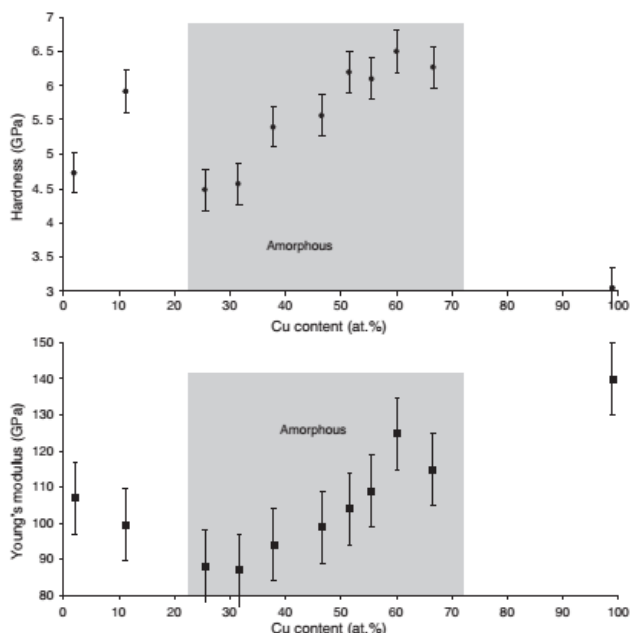 7
6.5
6
5.5
5
4.5
4
3.5
3
Hardness (GPa)
Amorphous
0 10 20 30 40 50 60 70 80 90 100
Cu content (at.%)
150
140
130
120
110
100
90
80
Young's modulus (GPa)
Amorphous
0 10 20 30 40 50 60 70 80 90 100
Cu content (at.%)